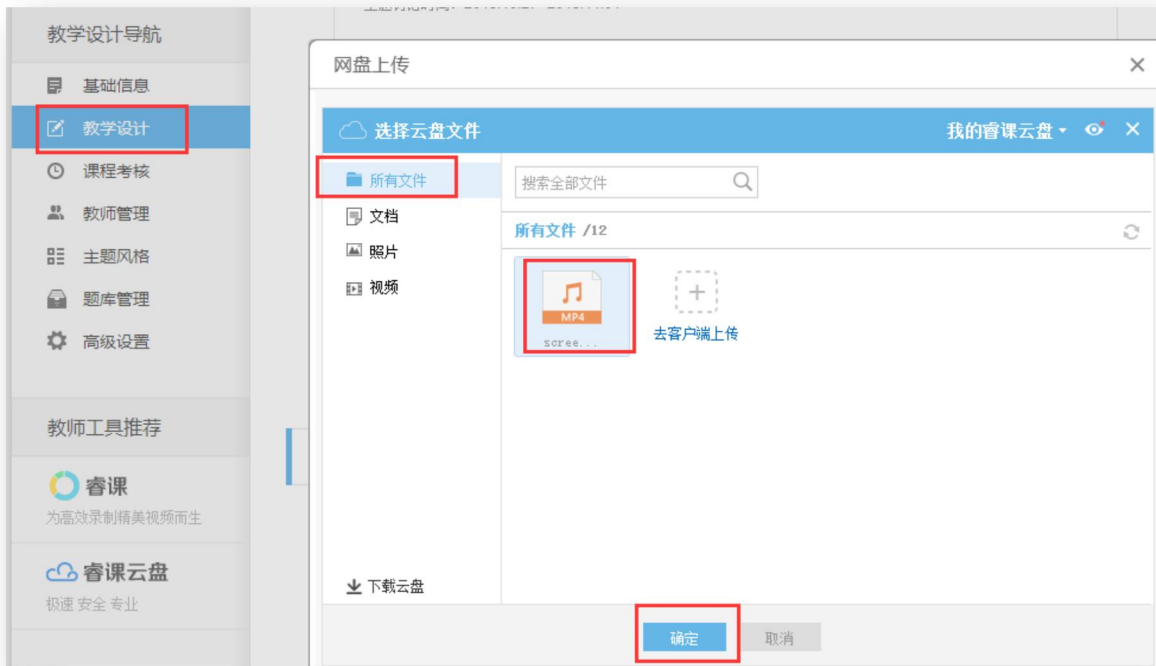 教学设计导航
基础信息
教学设计
课程考核
教师管理
主题风格
题库管理
高级设置
教师工具推荐
睿课
为高效录制精美视频而生
睿课云盘
极速 安全 专业
网盘上传
选择云盘文件
我的睿课云盘
所有文件
文档
照片
视频
下载云盘
搜索全部文件
所有文件 /12
MP4
scree...
去客户端上传
确定
取消